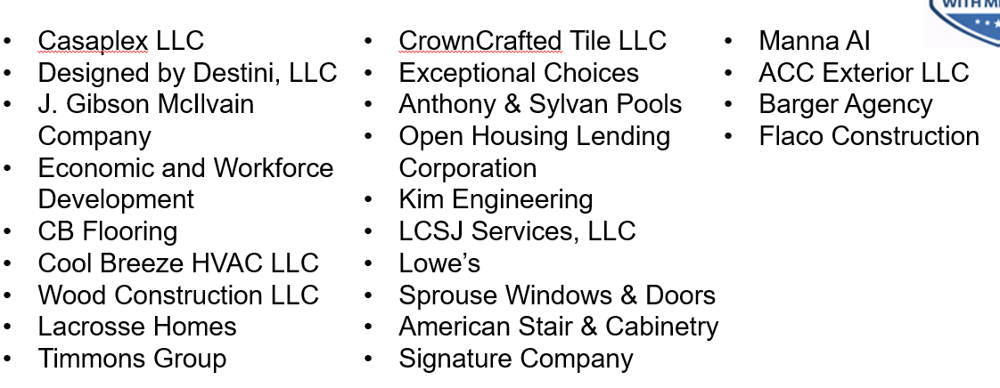 WITH
• Casaplex LLC
• Designed by Destini, LLC
• J. Gibson McIlvain
Company
• Economic and Workforce
Development
• CB Flooring
• Cool Breeze HVAC LLC
• Wood Construction LLC
• Lacrosse Homes
• Timmons Group
• CrownCrafted Tile LLC
• Exceptional Choices
• Anthony & Sylvan Pools
• Open Housing Lending
Corporation
• Kim Engineering
• LCSJ Services, LLC
• Lowe’s
• Sprouse Windows & Doors
• American Stair & Cabinetry
• Signature Company
• Manna AI
• ACC Exterior LLC
• Barger Agency
• Flaco Construction